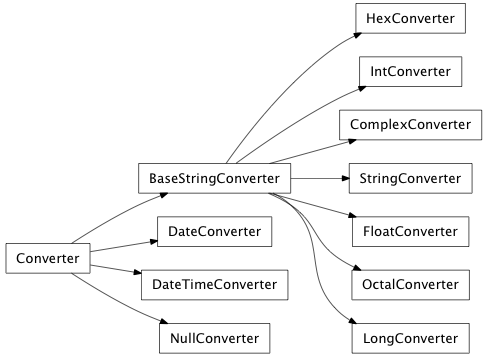 HexConverter
IntConverter
ComplexConverter
BaseStringConverter
StringConverter
DateConverter
FloatConverter
Converter
DateTimeConverter
OctalConverter
NullConverter
LongConverter